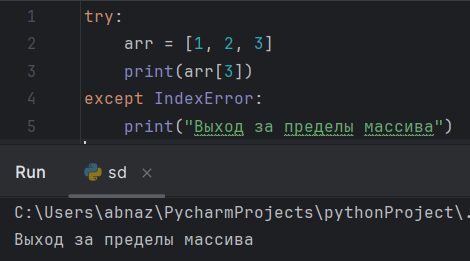 1 try:
2     arr = [1, 2, 3]
3     print(arr[3])
4 except IndexError:
5     print("Выход за пределы массива")
Run sd ×
C:\Users\abnaz\PycharmProjects\pythonProject\.
Выход за пределы массива